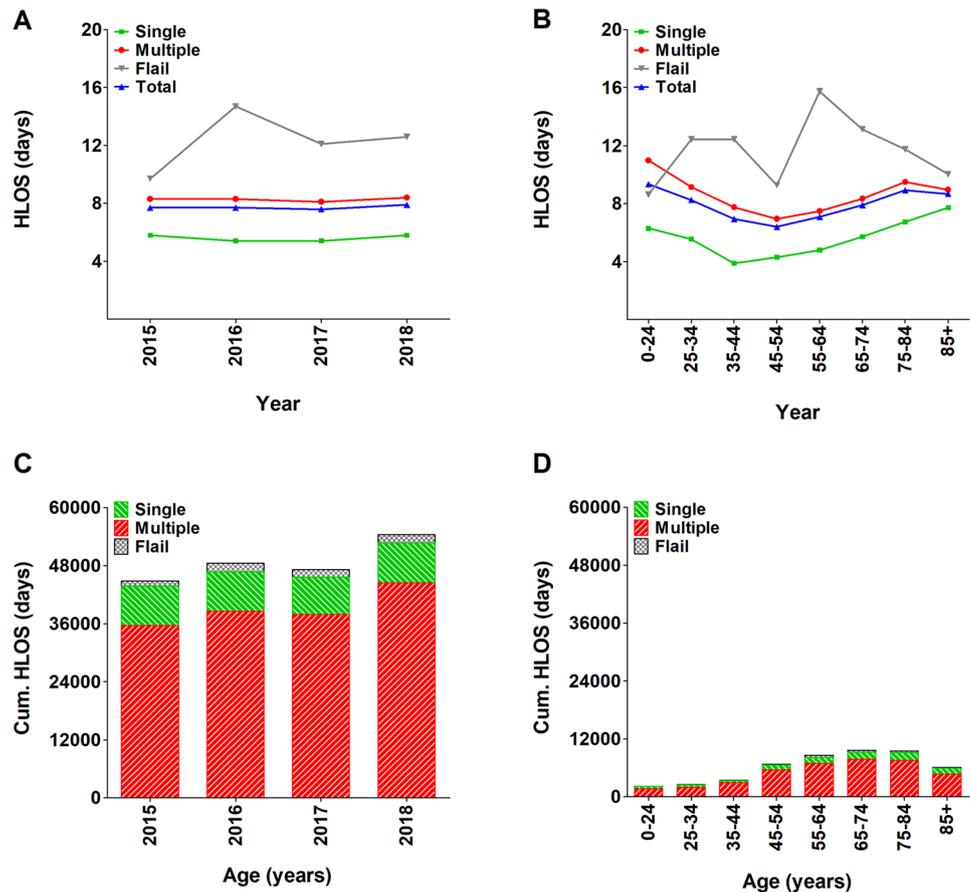 A
20
16
12
8
4
HLOS (days)
Single
Multiple
Flail
Total
2015
2016
2017
2018
Year
B
20
16
12
8
4
HLOS (days)
Single
Multiple
Flail
Total
0-24
25-34
35-44
45-54
55-64
65-74
75-84
85+
Year
C
60000
48000
36000
24000
12000
0
Cum. HLOS (days)
Single
Multiple
Flail
2015
2016
2017
2018
Age (years)
D
60000
48000
36000
24000
12000
0
Cum. HLOS (days)
Single
Multiple
Flail
0-24
25-34
35-44
45-54
55-64
65-74
75-84
85+
Age (years)